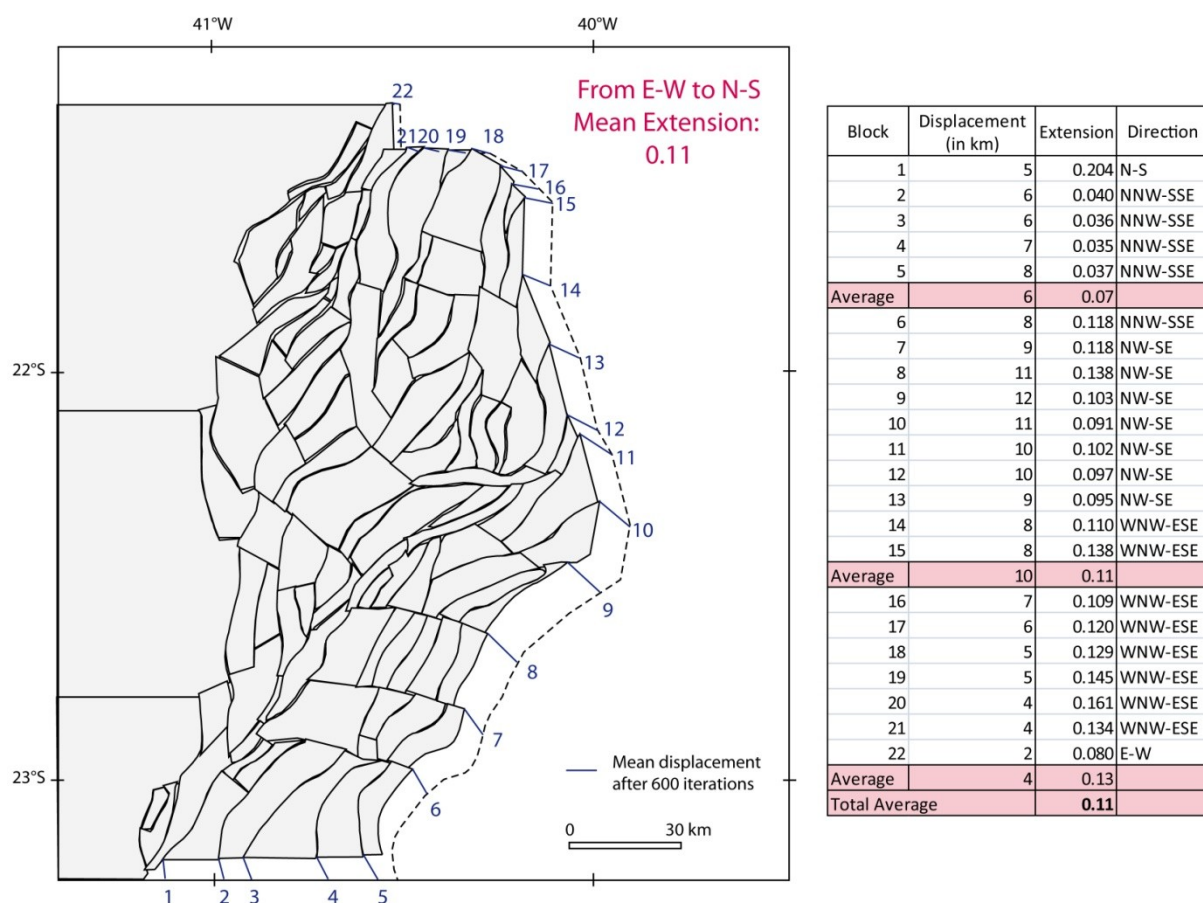 41°W
40°W
22
From E-W to N-S
Mean Extension:
0.11
21
20
19
18
17
16
15
14
22°S
13
12
11
10
9
8
7
Mean displacement
after 600 iterations
23°S
6
0
30 km
1
2
3
4
5
Block Displacement (in km) Extension Direction
1 5 0.204 N-S
2 6 0.040 NNW-SSE
3 6 0.036 NNW-SSE
4 7 0.035 NNW-SSE
5 8 0.037 NNW-SSE
Average 6 0.07
6 8 0.118 NNW-SSE
7 9 0.118 NW-SE
8 11 0.138 NW-SE
9 12 0.103 NW-SE
10 11 0.091 NW-SE
11 10 0.102 NW-SE
12 10 0.097 NW-SE
13 9 0.095 NW-SE
14 8 0.110 WNW-ESE
15 8 0.138 WNW-ESE
Average 10 0.11
16 7 0.109 WNW-ESE
17 6 0.120 WNW-ESE
18 5 0.129 WNW-ESE
19 5 0.145 WNW-ESE
20 4 0.161 WNW-ESE
21 4 0.134 WNW-ESE
22 2 0.080 E-W
Average 4 0.13
Total Average 0.11